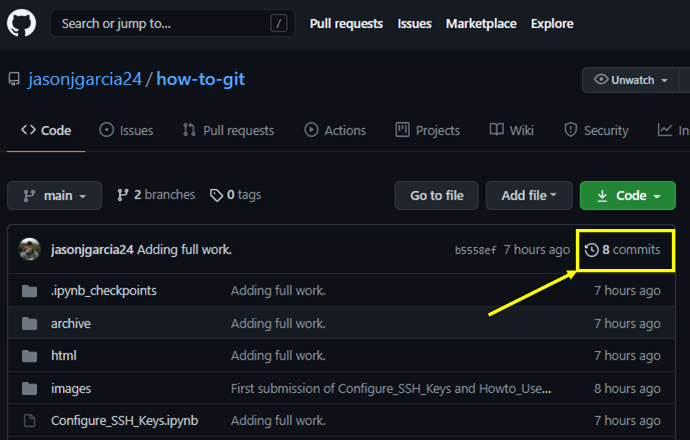 Search or jump to... / Pull requests Issues Marketplace Explore
jasonjgarcia24 / how-to-git Unwatch
Code Issues Pull requests Actions Projects Wiki Security In
main 2 branches 0 tags Go to file Add file Code
jasonjgarcia24 Adding full work. b5558ef 7 hours ago 8 commits
.ipynb_checkpoints Adding full work. 7 hours ago
archive Adding full work. 7 hours ago
html Adding full work. 7 hours ago
images First submission of Configure_SSH_Keys and Howto_Use... 8 hours ago
Configure_SSH_Keys.ipynb Adding full work. 7 hours ago